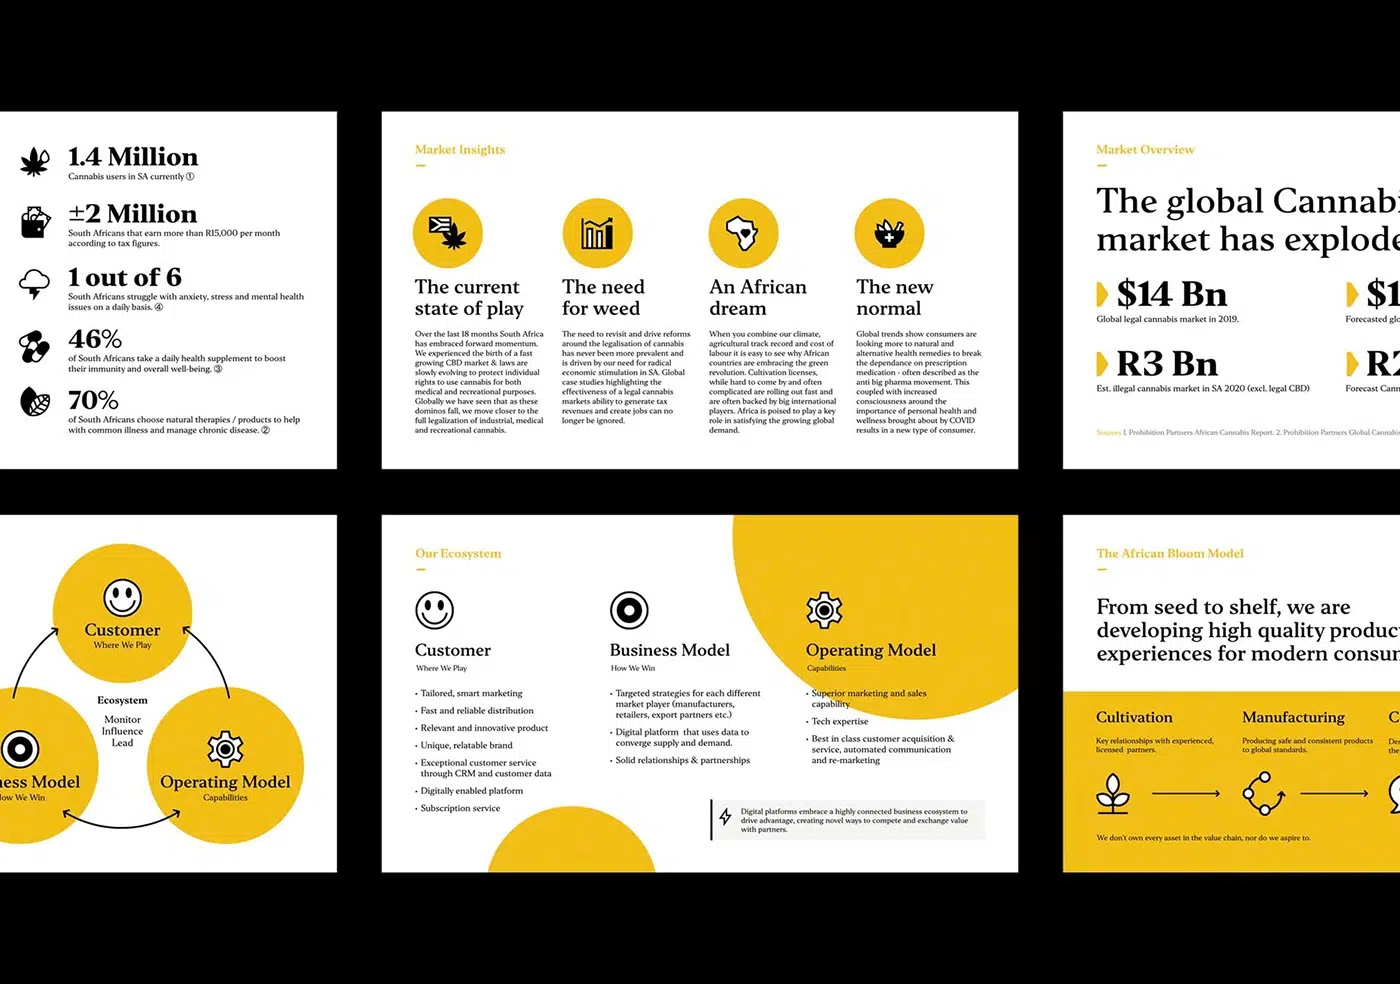 1.4 Million
Cannabis users in SA currently ①
±2 Million
South Africans that earn more than R15,000 per month
according to tax figures.
1 out of 6
South Africans struggle with anxiety, stress and mental health
issues on a daily basis. ④
46%
of South Africans take a daily health supplement to boost
their immunity and overall well-being. ③
70%
of South Africans choose natural therapies / products to help
with common illness and manage chronic disease. ②
Market Insights
The current
state of play
Over the last 18 months South Africa
has embraced forward momentum.
We experienced the birth of a fast
growing CBD market & laws are
slowly evolving to protect individual
rights to use cannabis for both
medical and recreational purposes.
Globally we have seen that as these
dominos fall, we move closer to the
full legalization of industrial, medical
and recreational cannabis.
The need
for weed
The need to revisit and drive reforms
around the legalisation of cannabis
has never been more prevalent and
is driven by our need for radical
economic stimulation in SA. Global
case studies highlighting the
effectiveness of a legal cannabis
markets ability to generate tax
revenues and create jobs can no
longer be ignored.
An African
dream
When you combine our climate,
agricultural track record and cost of
labour it is easy to see why African
countries are embracing the green
revolution. Cultivation licenses,
while hard to come by and often
complicated are rolling out fast and
are often backed by big international
players. Africa is poised to play a key
role in satisfying the growing global
demand.
The new
normal
Global trends show consumers are
looking more to natural and
alternative health remedies to break
the dependance on prescription
medication - often described as the
anti big pharma movement. This
coupled with increased
consciousness around the
importance of personal health and
wellness brought about by COVID
results in a new type of consumer.
Market Overview
The global Cannabi
market has explode
$14 Bn
Global legal cannabis market in 2019.
R3 Bn
Est. illegal cannabis market in SA 2020 (excl. legal CBD)
$1
Forecasted glo
R2
Forecast Cann
Sources 1. Prohibition Partners African Cannabis Report. 2. Prohibition Partners Global Cannabis
Customer
Where We Play
Ecosystem
Monitor
Influence
Lead
ness Model
How We Win
Operating Model
Capabilities
Our Ecosystem
Customer
Where We Play
• Tailored, smart marketing
• Fast and reliable distribution
• Relevant and innovative product
• Unique, relatable brand
• Exceptional customer service
through CRM and customer data
• Digitally enabled platform
• Subscription service
Business Model
How We Win
• Targeted strategies for each different
market player (manufacturers,
retailers, export partners etc.)
• Digital platform that uses data to
converge supply and demand.
• Solid relationships & partnerships
Operating Model
Capabilities
• Superior marketing and sales
capability
• Tech expertise
• Best in class customer acquisition &
service, automated communication
and re-marketing
Digital platforms embrace a highly connected business ecosystem to
drive advantage, creating novel ways to compete and exchange value
with partners.
The African Bloom Model
From seed to shelf, we are
developing high quality produc
experiences for modern consum
Cultivation
Key relationships with experienced,
licensed partners.
Manufacturing
Producing safe and consistent products
to global standards.
C
Des
the
We don't own every asset in the value chain, nor do we aspire to.